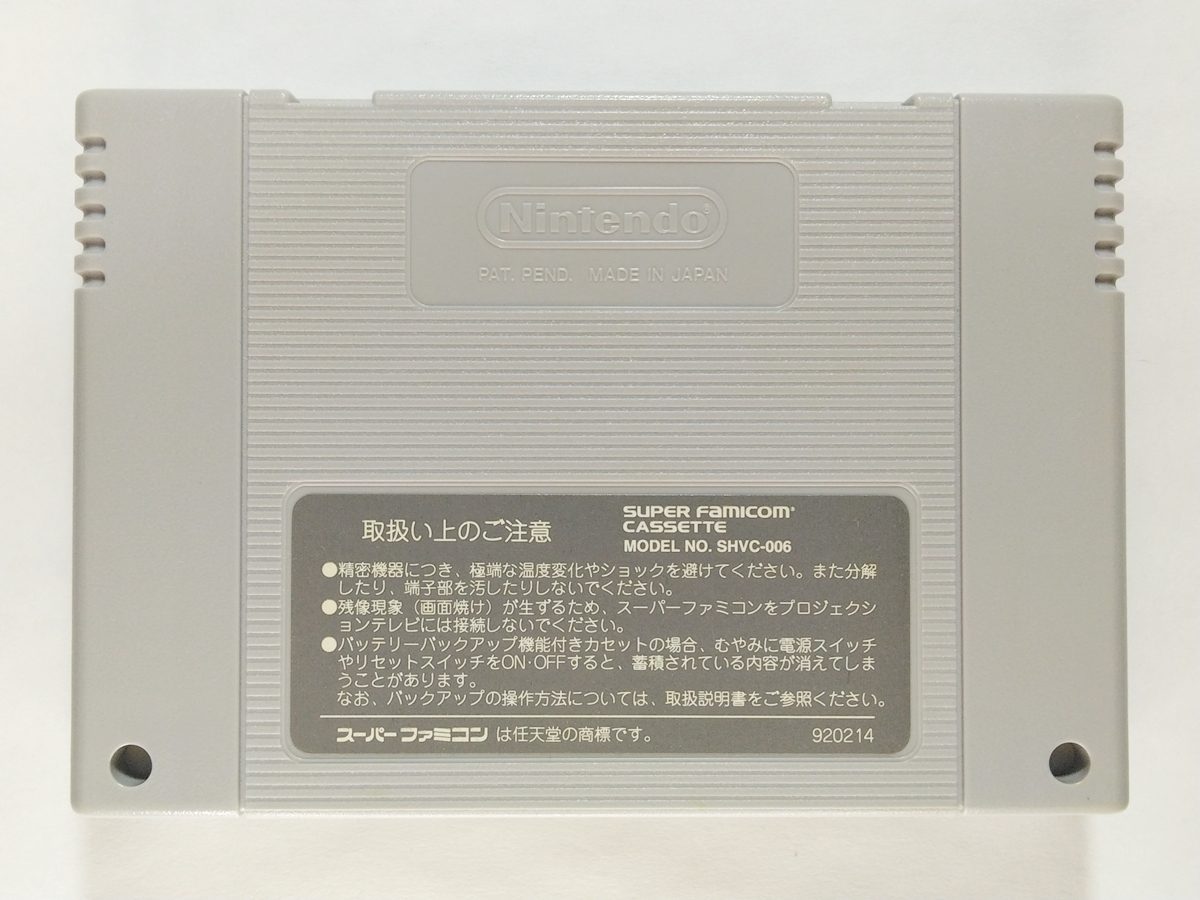 Nintendo®
PAT. PEND. MADE IN JAPAN
取扱い上のご注意
SUPER FAMICOM®
CASSETTE
MODEL NO. SHVC-006
●精密機器につき、極端な温度変化やショックを避けてください。また分解
したり、端子部を汚したりしないでください。
●残像現象（画面焼け）が生ずるため、スーパーファミコンをプロジェクシ
ョンテレビには接続しないでください。
●バッテリーバックアップ機能付きカセットの場合、むやみに電源スイッチ
やリセットスイッチをON・OFFすると、蓄積されている内容が消えてしま
うことがあります。
なお、バックアップの操作方法については、取扱説明書をご参照ください。
スーパーファミコンは任天堂の商標です。
920214